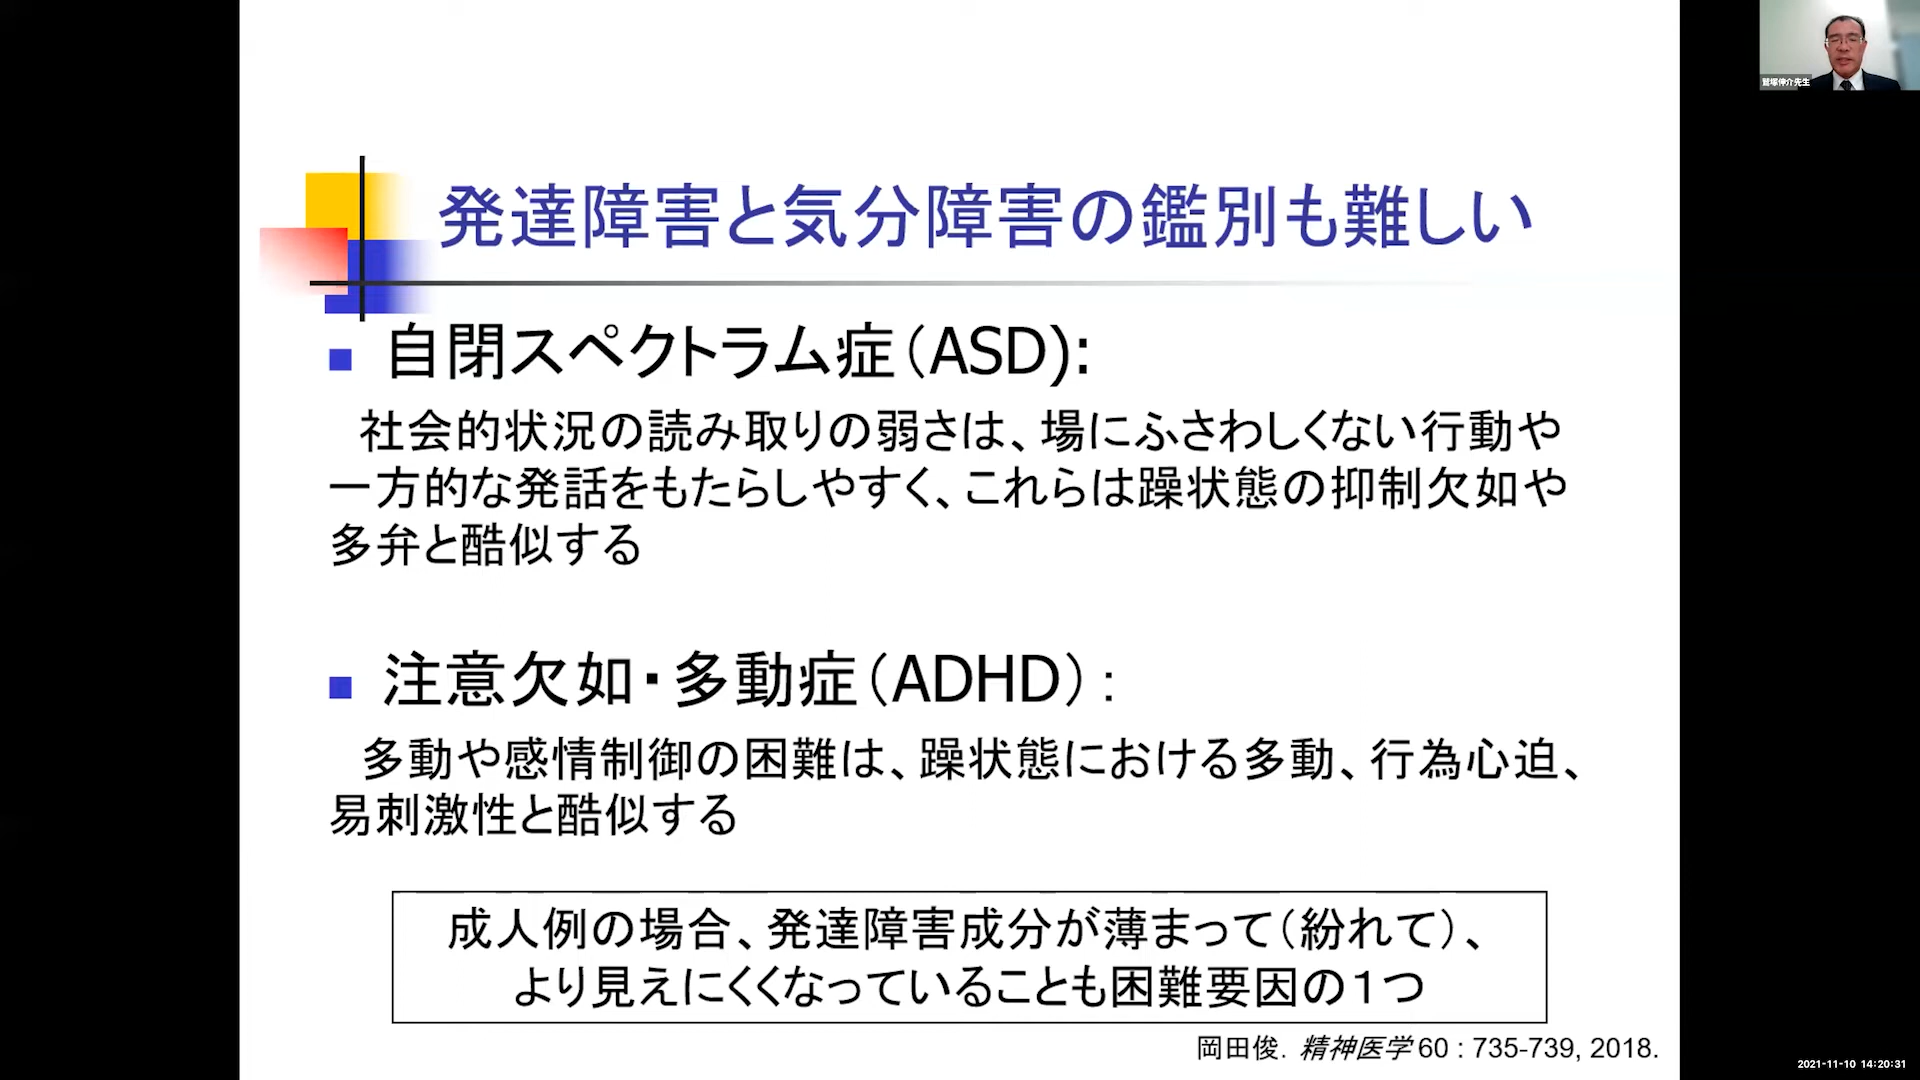 鷲塚伸介先生
発達障害と気分障害の鑑別も難しい
自閉スペクトラム症（ASD):
社会的状況の読み取りの弱さは、場にふさわしくない行動や
一方的な発話をもたらしやすく、これらは躁状態の抑制欠如や
多弁と酷似する
注意欠如・多動症（ADHD）:
多動や感情制御の困難は、躁状態における多動、行為心迫、
易刺激性と酷似する
成人例の場合、発達障害成分が薄まって（紛れて）、
より見えにくくなっていることも困難要因の１つ
岡田俊. 精神医学 60 : 735-739, 2018.
2021-11-10 14:20:31